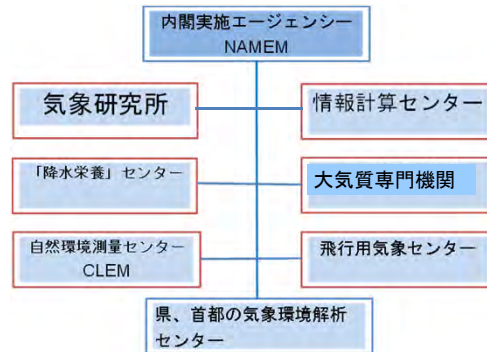 内閣実施エージェンシー
NAMEM
気象研究所
情報計算センター
「降水栄養」センター
大気質専門機関
自然環境測量センター
CLEM
飛行用気象センター
県、首都の気象環境解析
センター